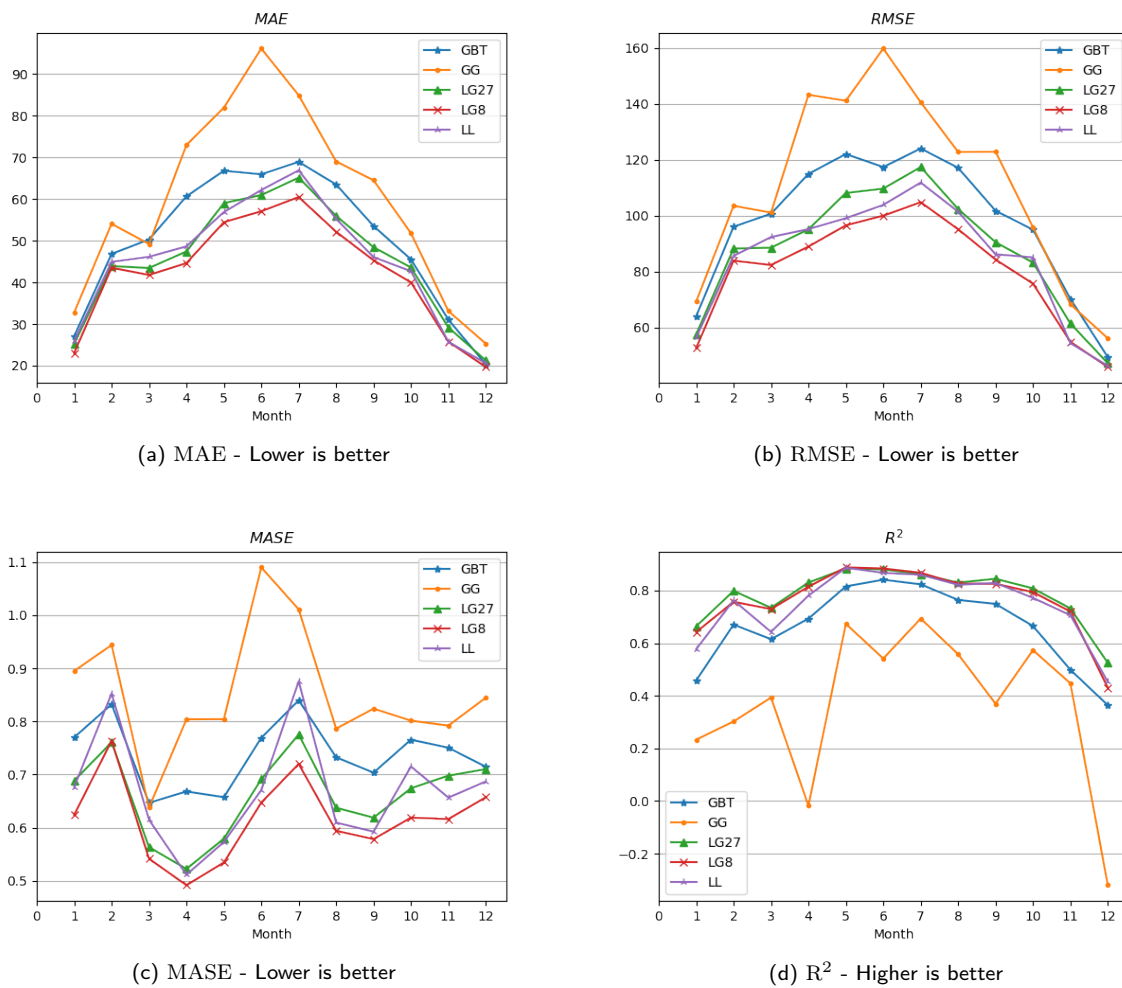 MAE
90
80
70
60
50
40
30
20
0 1 2 3 4 5 6 7 8 9 10 11 12
Month
GBT
GG
LG27
LG8
LL
(a) MAE - Lower is better
RMSE
160
140
120
100
80
60
0 1 2 3 4 5 6 7 8 9 10 11 12
Month
GBT
GG
LG27
LG8
LL
(b) RMSE - Lower is better
MASE
1.1
1.0
0.9
0.8
0.7
0.6
0.5
0 1 2 3 4 5 6 7 8 9 10 11 12
Month
GBT
GG
LG27
LG8
LL
(c) MASE - Lower is better
R²
0.8
0.6
0.4
0.2
0.0
−0.2
0 1 2 3 4 5 6 7 8 9 10 11 12
Month
GBT
GG
LG27
LG8
LL
(d) R² - Higher is better